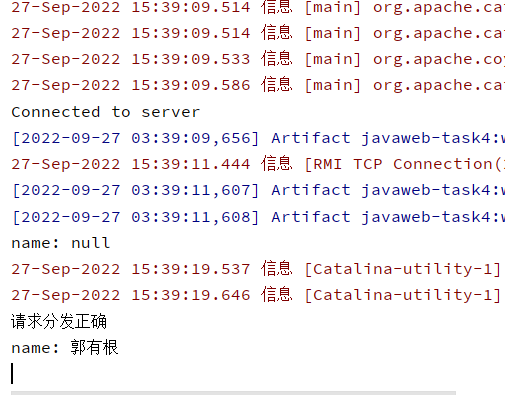 27-Sep-2022 15:39:09.514 信息 [main] org.apache.cat
27-Sep-2022 15:39:09.514 信息 [main] org.apache.cat
27-Sep-2022 15:39:09.533 信息 [main] org.apache.coy
27-Sep-2022 15:39:09.586 信息 [main] org.apache.cat
Connected to server
[2022-09-27 03:39:09,656] Artifact javaweb-task4:w
27-Sep-2022 15:39:11.444 信息 [RMI TCP Connection(
[2022-09-27 03:39:11,607] Artifact javaweb-task4:w
[2022-09-27 03:39:11,608] Artifact javaweb-task4:w
name: null
27-Sep-2022 15:39:19.537 信息 [Catalina-utility-1]
27-Sep-2022 15:39:19.646 信息 [Catalina-utility-1]
请求分发正确
name: 郭有根